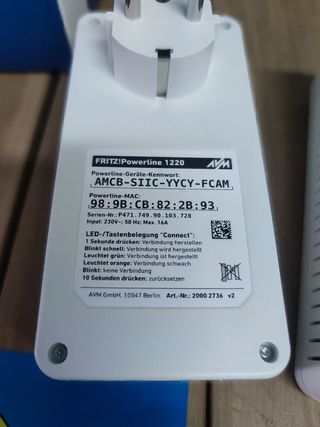 FRITZ!Powerline 1220 AVM
Powerline-Geräte-Kennwort:
AMCB-SIIC-YYCY-FCAM
Powerline-MAC:
98:9B:CB:82:2B:93
Serien-Nr.: P471.749.90.103.728
Input: 230V~; 50 Hz; Max. 16A
LED-/Tastenbelegung "Connect":
1 Sekunde drücken: Verbindung herstellen
Blinkt schnell: Verbindung wird hergestellt
Leuchtet grün: Verbindung ist hergestellt
Leuchtet orange: Verbindung schwach
Blinkt: keine Verbindung
10 Sekunden drücken: zurücksetzen
AVM GmbH, 10547 Berlin Art.-Nr.: 2000 2736 v2